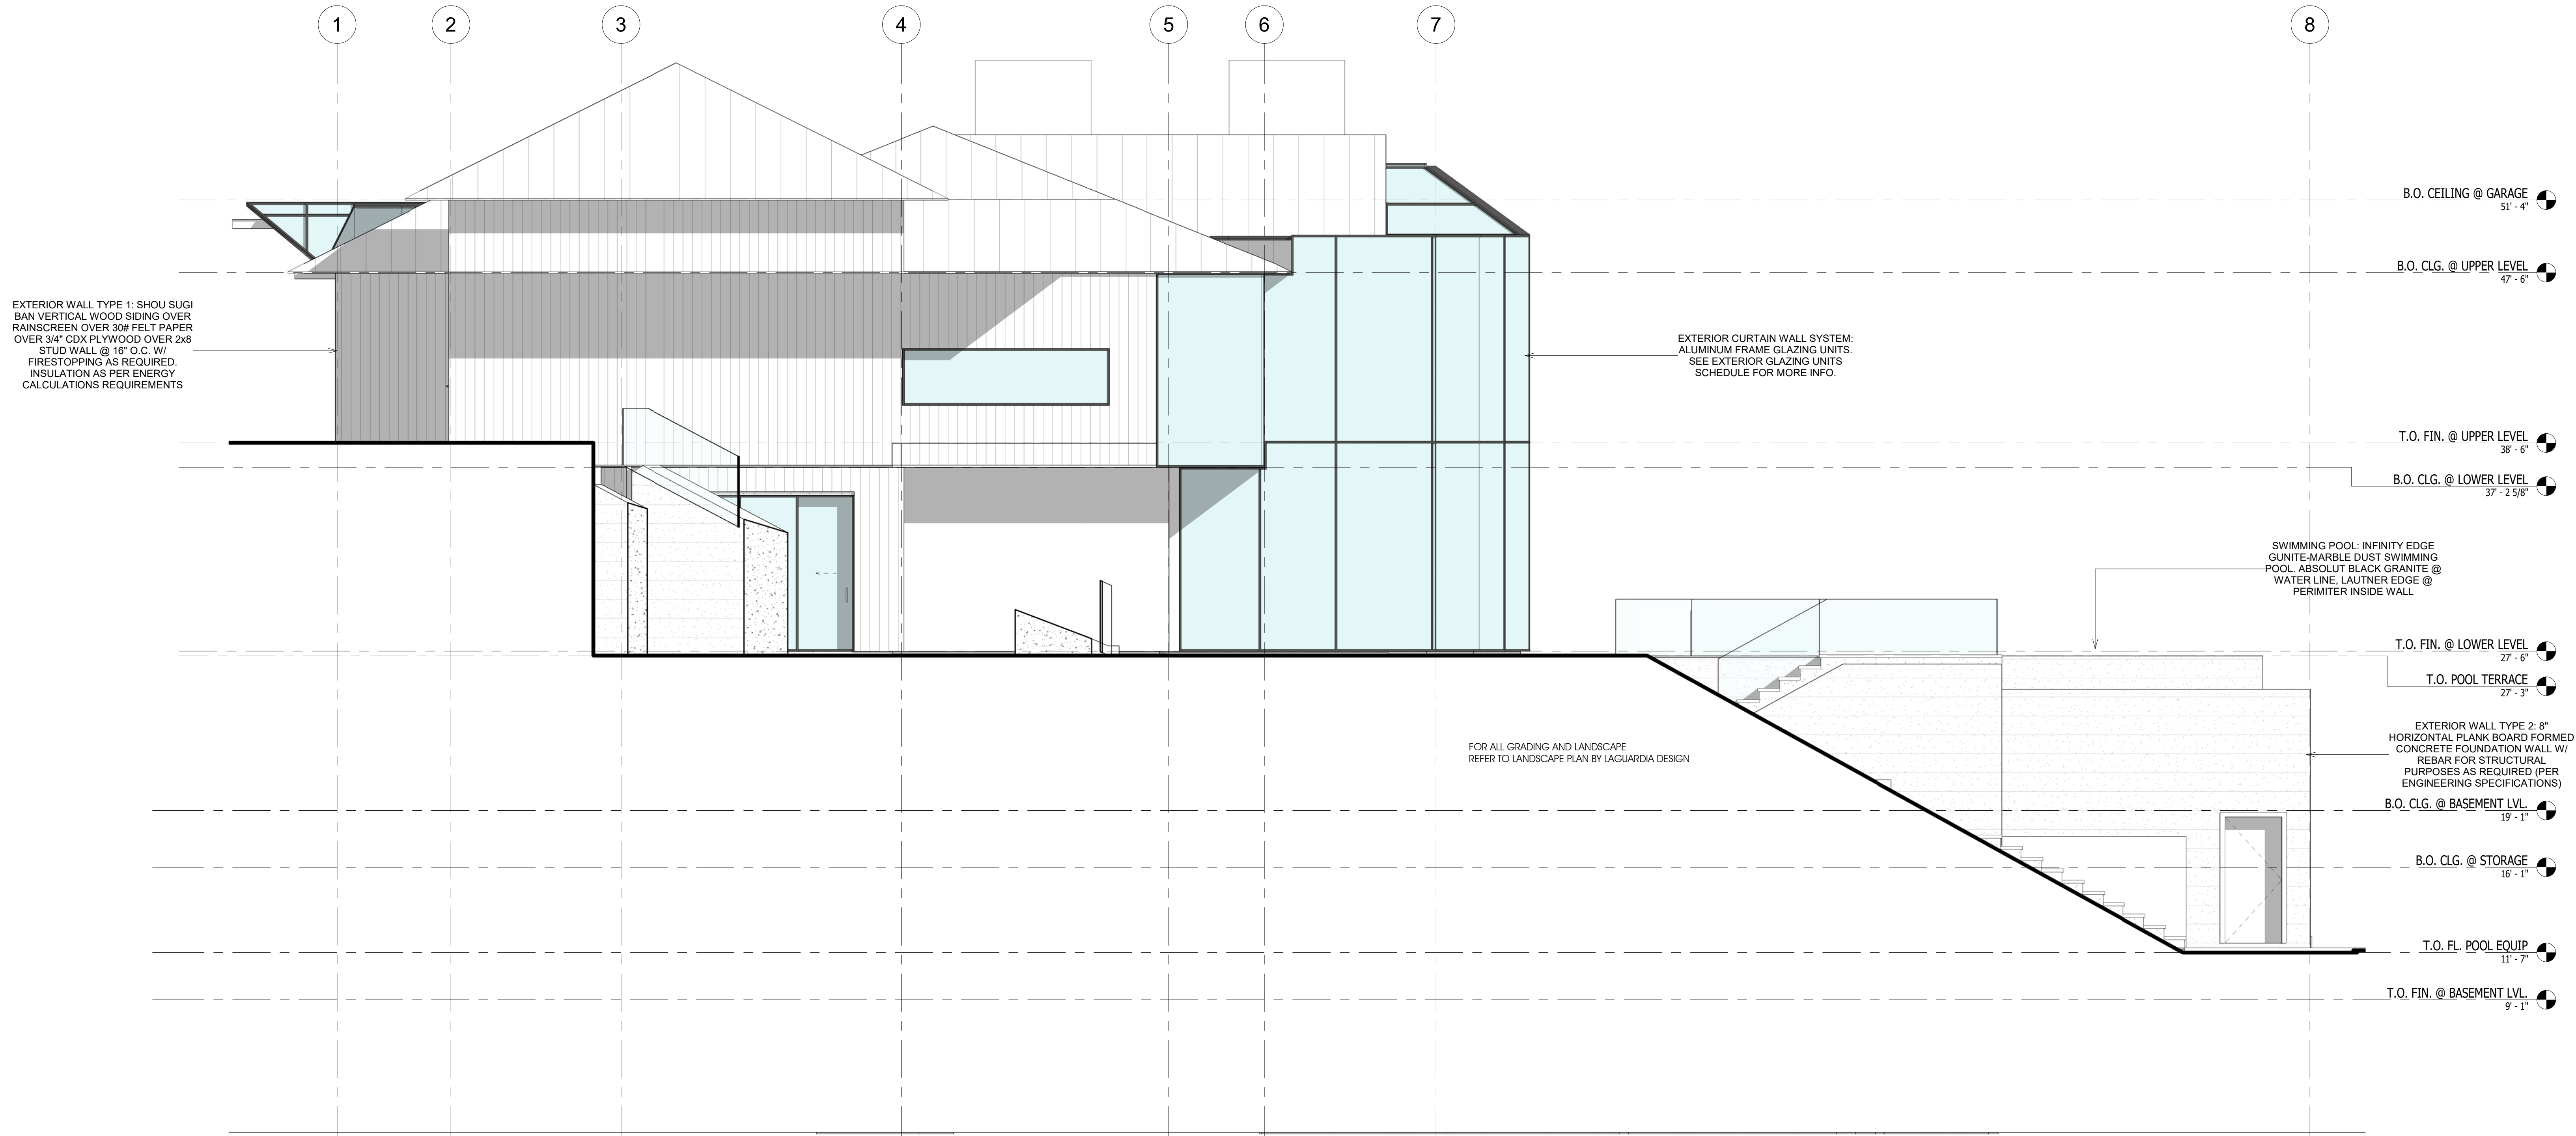 1
2
3
4
5
6
7
8
B.O. CEILING @ GARAGE
51' - 4"
B.O. CLG. @ UPPER LEVEL
47' - 6"
EXTERIOR WALL TYPE 1: SHOU SUGI
BAN VERTICAL WOOD SIDING OVER
RAINSCREEN OVER 30# FELT PAPER
OVER 3/4" CDX PLYWOOD OVER 2x8
STUD WALL @ 16" O.C. W/
FIRESTOPPING AS REQUIRED.
INSULATION AS PER ENERGY
CALCULATIONS REQUIREMENTS
EXTERIOR CURTAIN WALL SYSTEM:
ALUMINUM FRAME GLAZING UNITS.
SEE EXTERIOR GLAZING UNITS
SCHEDULE FOR MORE INFO.
T.O. FIN. @ UPPER LEVEL
38' - 6"
B.O. CLG. @ LOWER LEVEL
37' - 2 5/8"
SWIMMING POOL: INFINITY EDGE
GUNITE-MARBLE DUST SWIMMING
POOL. ABSOLUT BLACK GRANITE @
WATER LINE, LAUTNER EDGE @
PERIMITER INSIDE WALL
T.O. FIN. @ LOWER LEVEL
27' - 6"
T.O. POOL TERRACE
27' - 3"
EXTERIOR WALL TYPE 2: 8"
HORIZONTAL PLANK BOARD FORMED
CONCRETE FOUNDATION WALL W/
REBAR FOR STRUCTURAL
PURPOSES AS REQUIRED (PER
ENGINEERING SPECIFICATIONS)
FOR ALL GRADING AND LANDSCAPE
REFER TO LANDSCAPE PLAN BY LAGUARDIA DESIGN
B.O. CLG. @ BASEMENT LVL.
19' - 1"
B.O. CLG. @ STORAGE
16' - 1"
T.O. FL. POOL EQUIP
11' - 7"
T.O. FIN. @ BASEMENT LVL.
9' - 1"